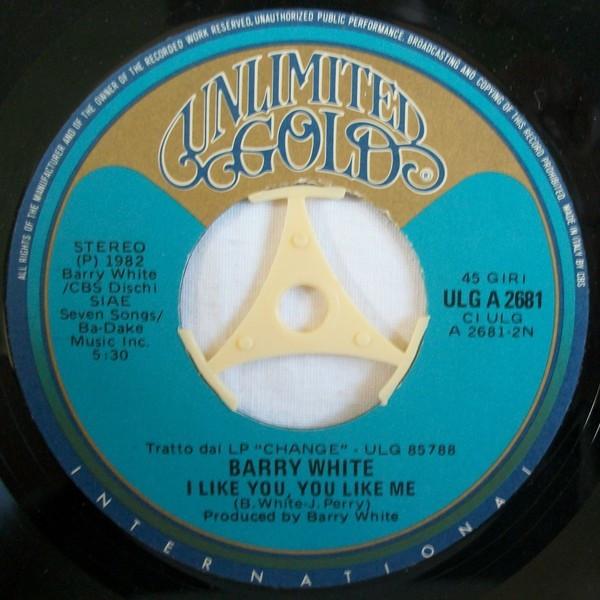 ALL RIGHTS OF THE MANUFACTURER AND OF THE OWNER OF THE RECORDED WORK RESERVED. UNAUTHORIZED PUBLIC PERFORMANCE, BROADCASTING AND COPYING OF THIS RECORD PROHIBITED. MADE IN ITALY BY CBS
UNLIMITED
GOLD®
STEREO
(P) 1982
Barry White
/CBS Dischi
SIAE
Seven Songs/
Ba-Dake
Music Inc.
5:30
45 GIRI
ULG A 2681
CI ULG
A 2681-2N
Tratto dal LP "CHANGE" - ULG 85788
BARRY WHITE
I LIKE YOU, YOU LIKE ME
(B. White-J. Perry)
Produced by Barry White
INTERNATIONAL